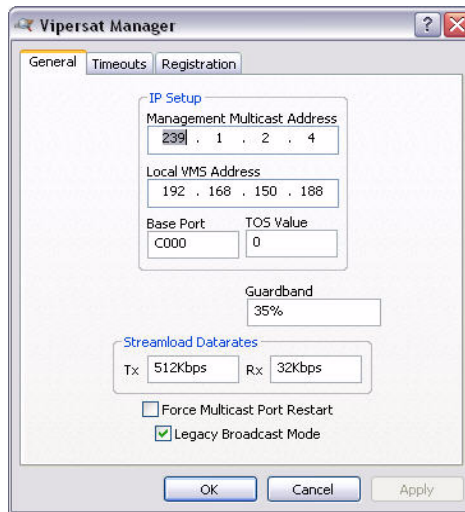 Vipersat Manager
General Timeouts Registration
IP Setup
Management Multicast Address
239 . 1 . 2 . 4
Local VMS Address
192 . 168 . 150 . 188
Base Port TOS Value
C000 0
Guardband
35%
Streamload Datarates
Tx 512Kbps Rx 32Kbps
Force Multicast Port Restart
Legacy Broadcast Mode
OK Cancel Apply